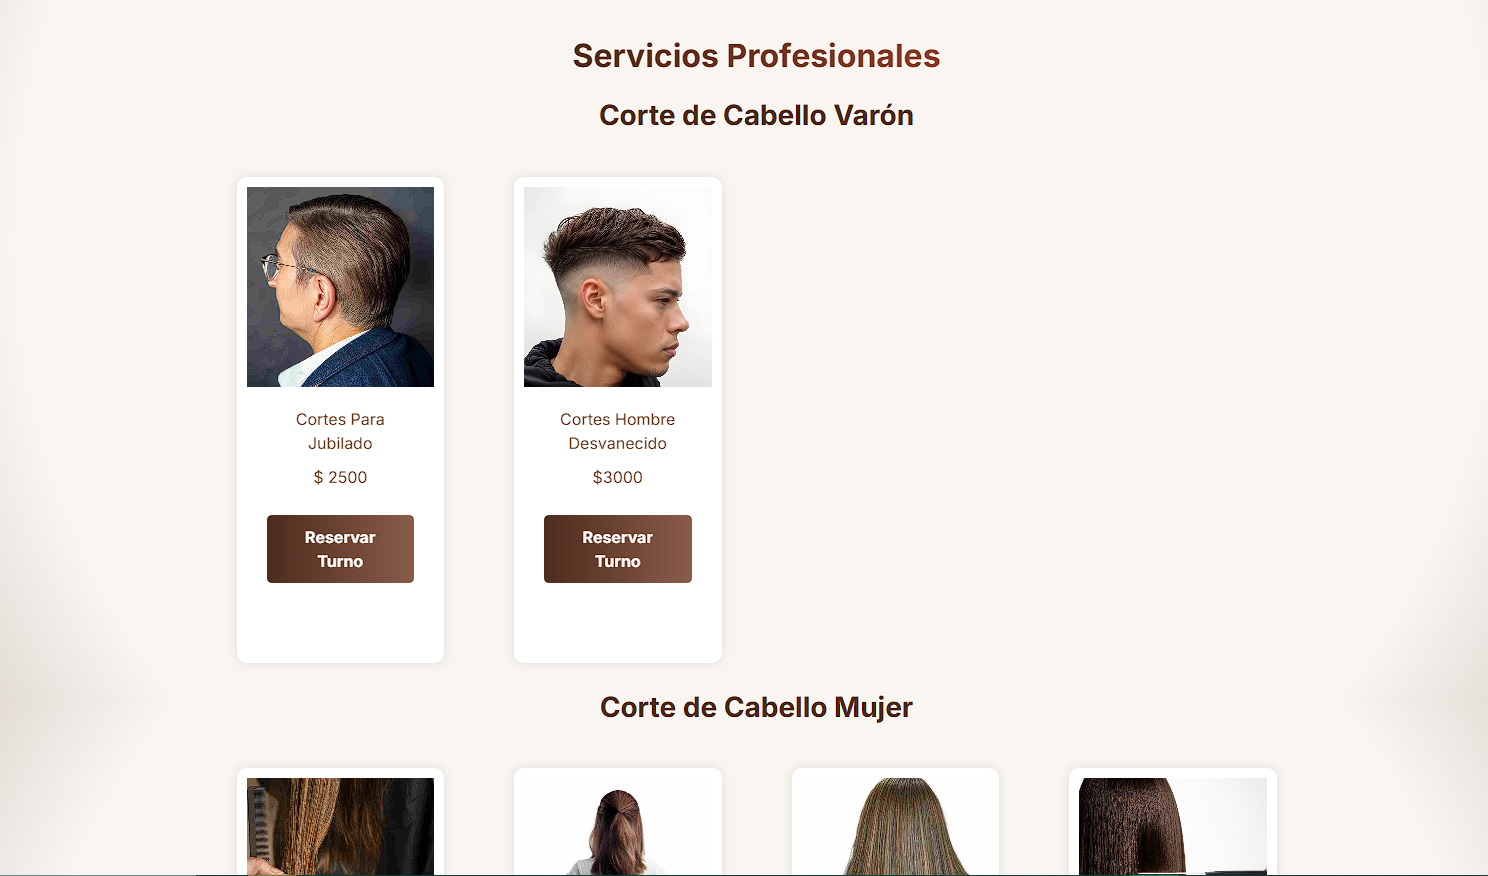 Servicios Profesionales
Corte de Cabello Varón
Cortes Para
Jubilado
$ 2500
Reservar
Turno
Cortes Hombre
Desvanecido
$3000
Reservar
Turno
Corte de Cabello Mujer